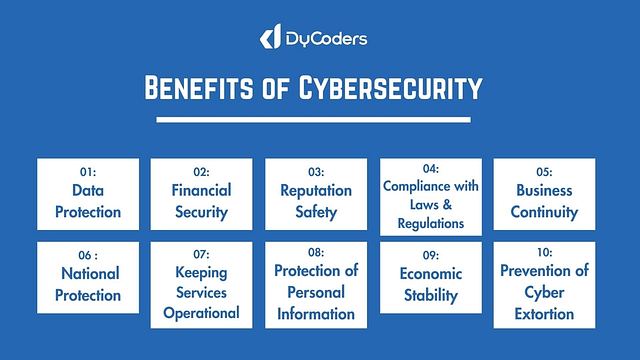 DyCoders
Benefits of Cybersecurity
01:
Data
Protection
02:
Financial
Security
03:
Reputation
Safety
04:
Compliance with
Laws &
Regulations
05:
Business
Continuity
06 :
National
Protection
07:
Keeping
Services
Operational
08:
Protection of
Personal
Information
09:
Economic
Stability
10:
Prevention of
Cyber
Extortion